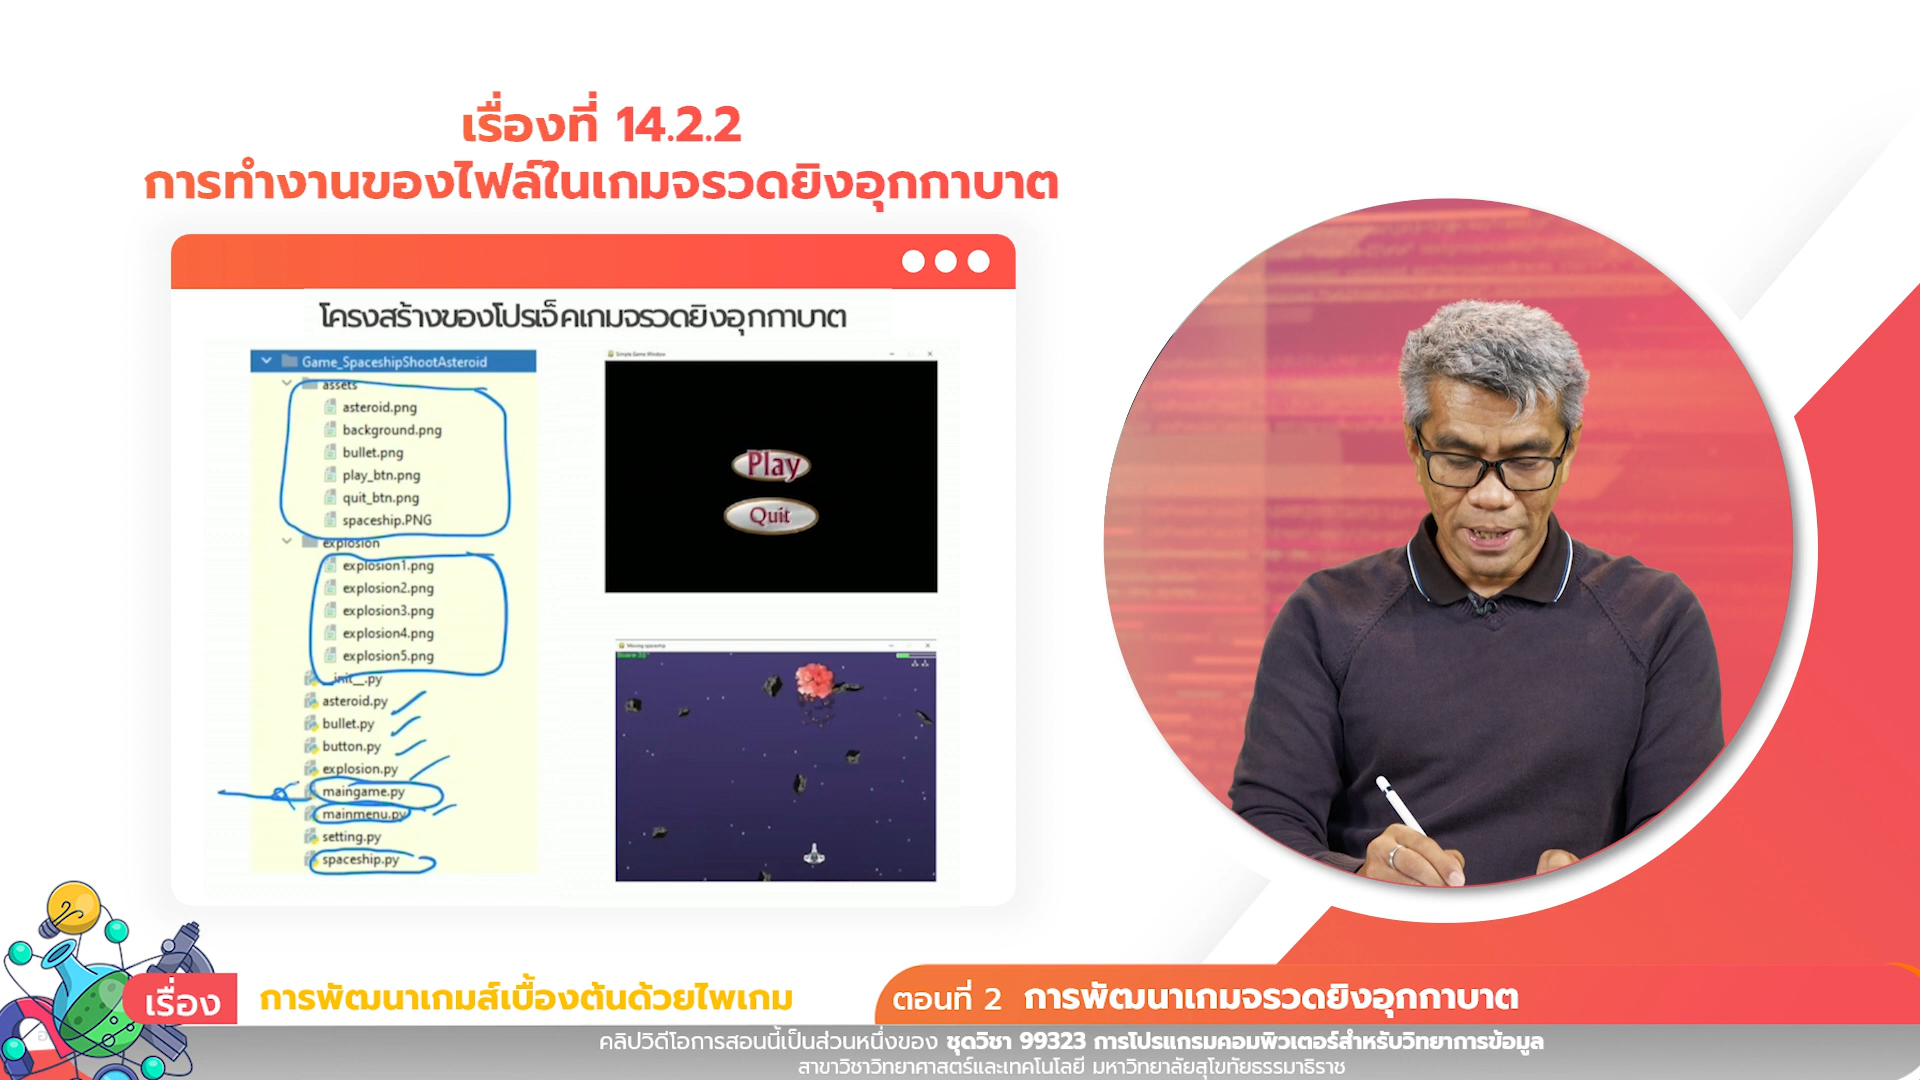 เรื่องที่ 14.2.2
การทำงานของไฟล์ในเกมจรวดยิงอุกกาบาต
โครงสร้างของโปรเจ็คเกมจรวดยิงอุกกาบาต
Game_SpaceshipShootAsteroid
assets
asteroid.png
background.png
bullet.png
play_btn.png
quit_btn.png
spaceship.PNG
explosion
explosion1.png
explosion2.png
explosion3.png
explosion4.png
explosion5.png
__init__.py
asteroid.py
bullet.py
button.py
explosion.py
maingame.py
mainmenu.py
setting.py
spaceship.py
Simple Game Window
Play
Quit
Moving spaceship
เรื่อง
การพัฒนาเกมส์เบื้องต้นด้วยไพเกม
ตอนที่ 2 การพัฒนาเกมจรวดยิงอุกกาบาต
คลิปวิดีโอการสอนนี้เป็นส่วนหนึ่งของ ชุดวิชา 99323 การโปรแกรมคอมพิวเตอร์สำหรับวิทยาการข้อมูล
สาขาวิชาวิทยาศาสตร์และเทคโนโลยี มหาวิทยาลัยสุโขทัยธรรมาธิราช